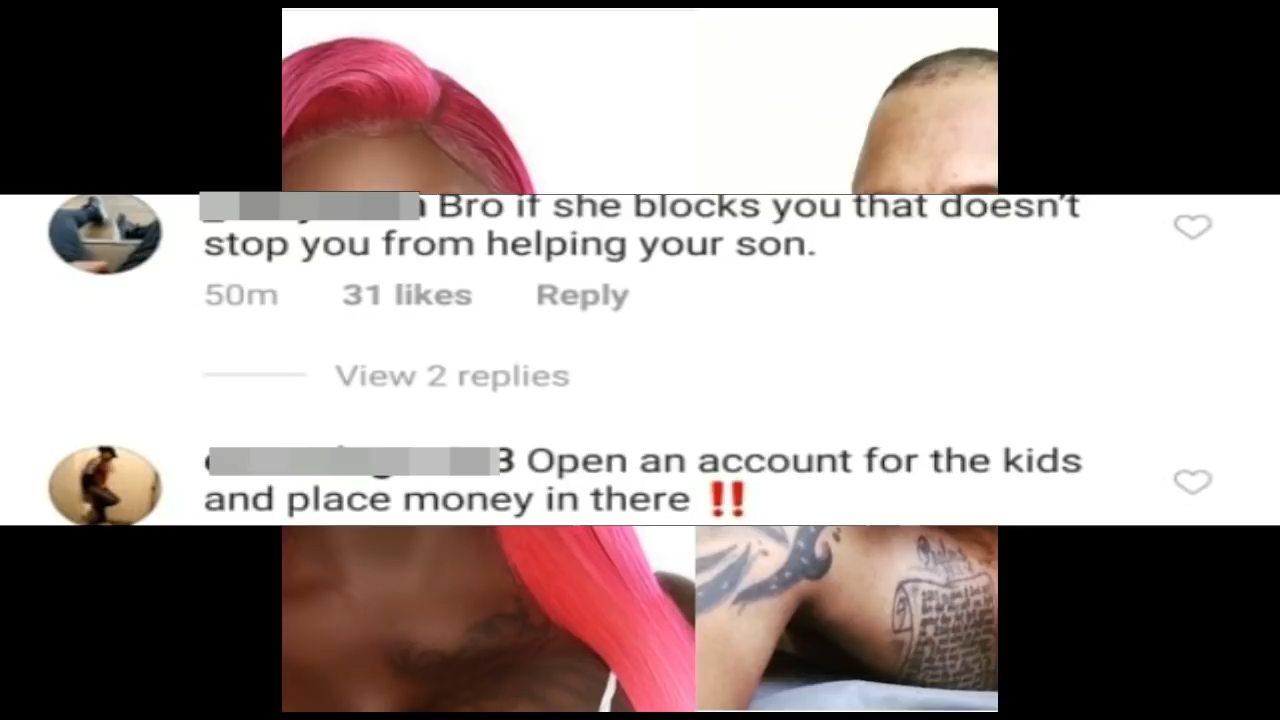 Bro if she blocks you that doesn't
stop you from helping your son.
50m 31 likes Reply
View 2 replies
3 Open an account for the kids
and place money in there ‼️